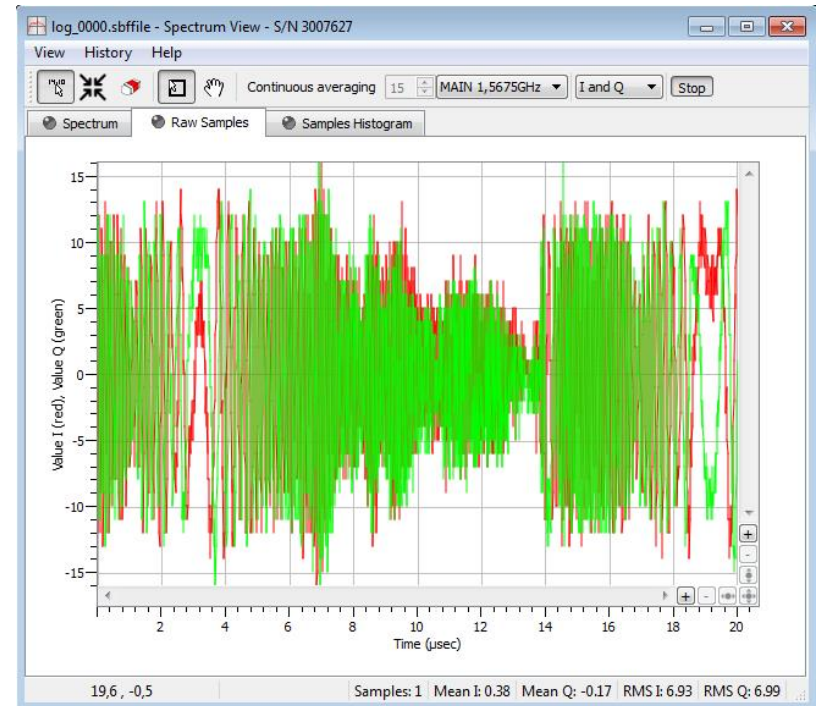 log_0000.sbffile - Spectrum View - S/N 3007627
View History Help
Continuous averaging 15 MAIN 1,5675GHz I and Q Stop
Spectrum Raw Samples Samples Histogram
15
10
5
0
-5
-10
-15
Value I (red), Value Q (green)
2 4 6 8 10 12 14 16 18 20
Time (µsec)
19,6 , -0,5 Samples: 1 Mean I: 0.38 Mean Q: -0.17 RMS I: 6.93 RMS Q: 6.99